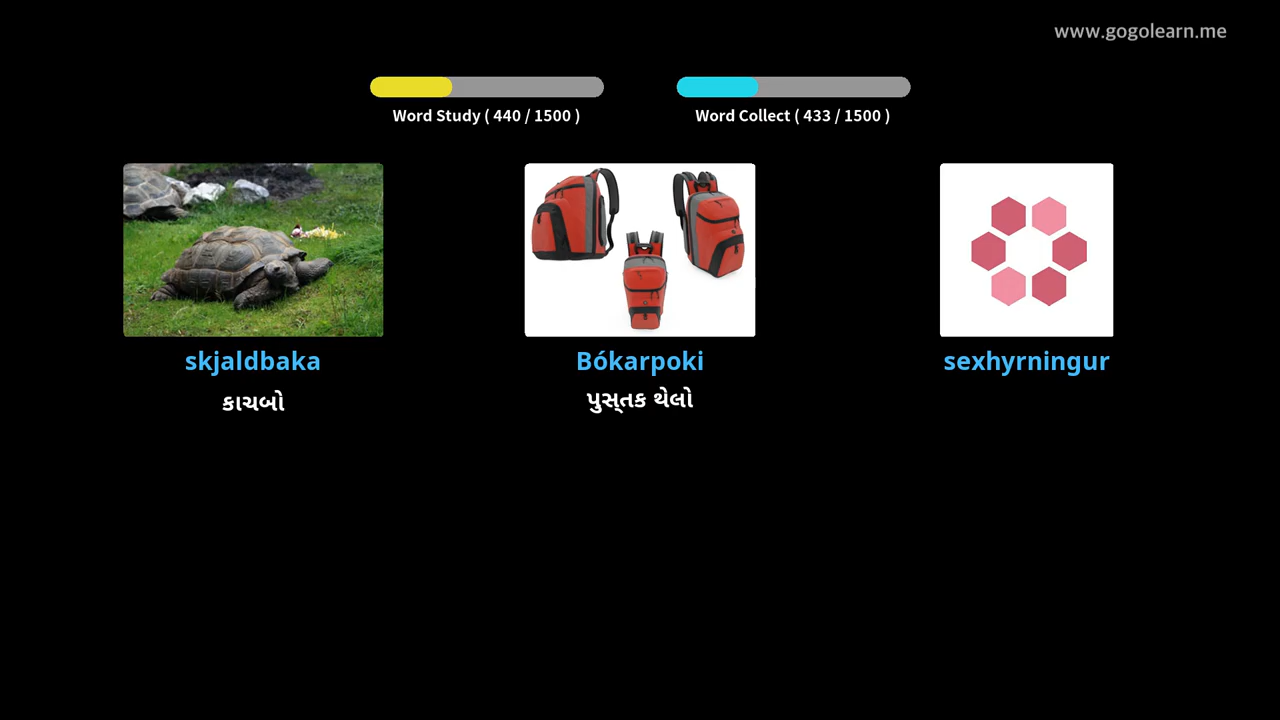 www.gogolearn.me
Word Study ( 440 / 1500 )
Word Collect ( 433 / 1500 )
skjaldbaka
Bókarpoki
sexhyrningur
કાચબો
પુસ્તક થેલો